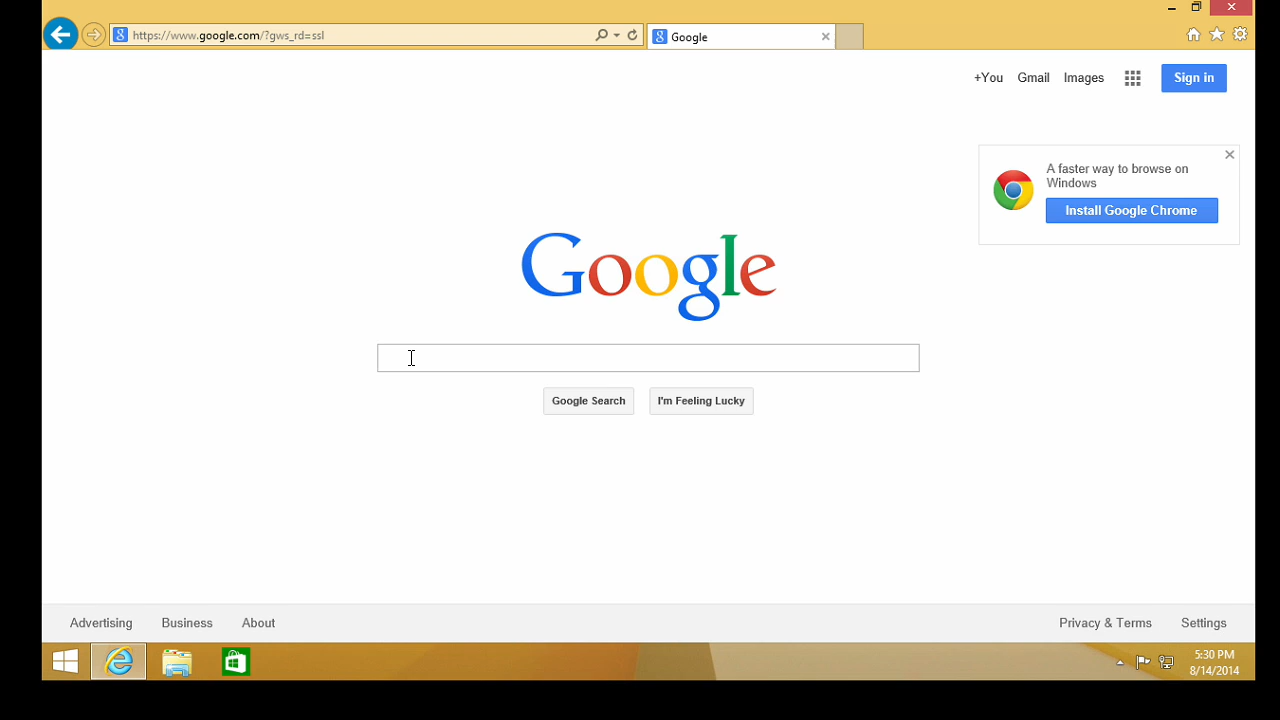 https://www.google.com/?gws_rd=ssl
Google
+You Gmail Images Sign in
A faster way to browse on
Windows
Install Google Chrome
Google
Google Search I'm Feeling Lucky
Advertising Business About Privacy & Terms Settings
5:30 PM
8/14/2014